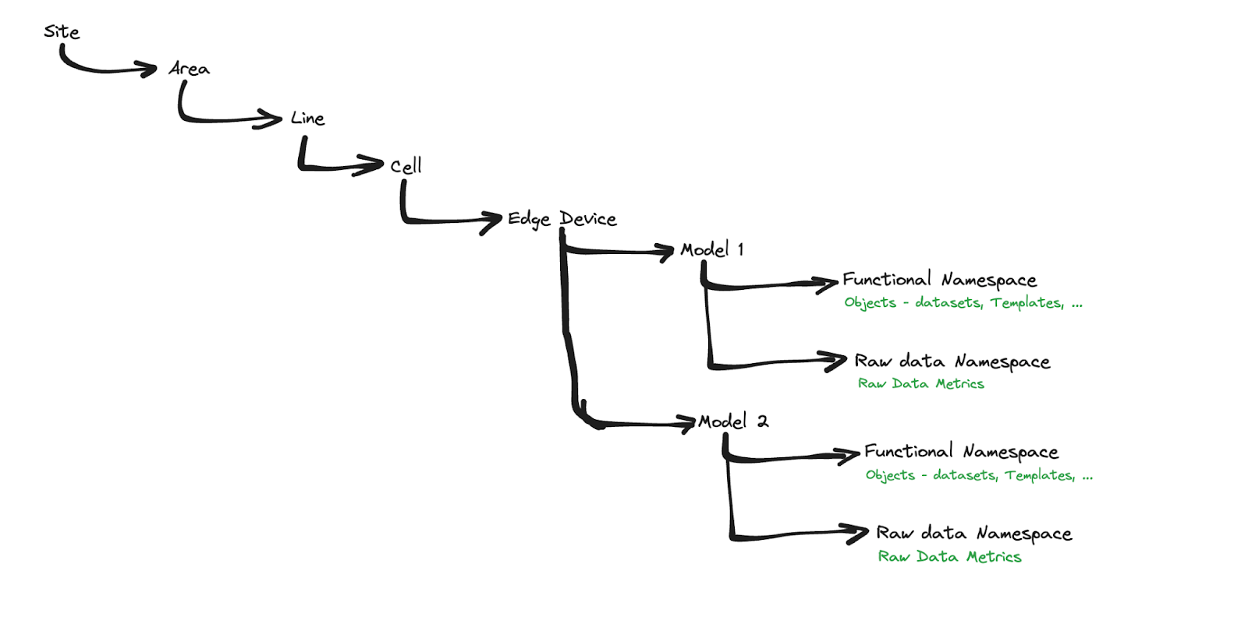 Site
Area
Line
Cell
Edge Device
Model 1
Functional Namespace
Objects - datasets, Templates, ...
Raw data Namespace
Raw Data Metrics
Model 2
Functional Namespace
Objects - datasets, Templates, ...
Raw data Namespace
Raw Data Metrics